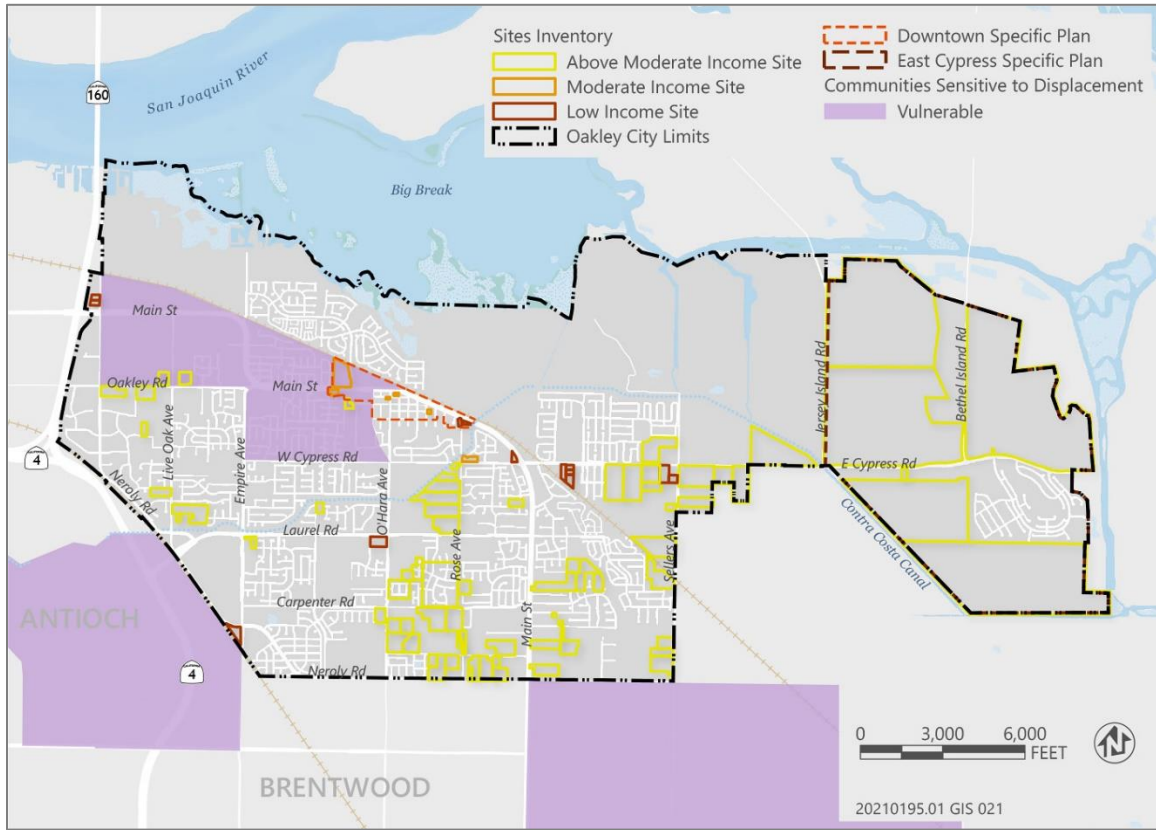 Sites Inventory
Above Moderate Income Site
Moderate Income Site
Low Income Site
Oakley City Limits
Downtown Specific Plan
East Cypress Specific Plan
Communities Sensitive to Displacement
Vulnerable
160
San Joaquin River
Big Break
Main St
Oakley Rd
Main St
Jersey Island Rd
Bethel Island Rd
Live Oak Ave
Empire Ave
W Cypress Rd
O'Hara Ave
E Cypress Rd
4
Neroly Rd
Laurel Rd
Rose Ave
Sellers Ave
Contra Costa Canal
ANTIOCH
Carpenter Rd
Main St
4
Neroly Rd
BRENTWOOD
0 3,000 6,000
FEET
N
20210195.01 GIS 021